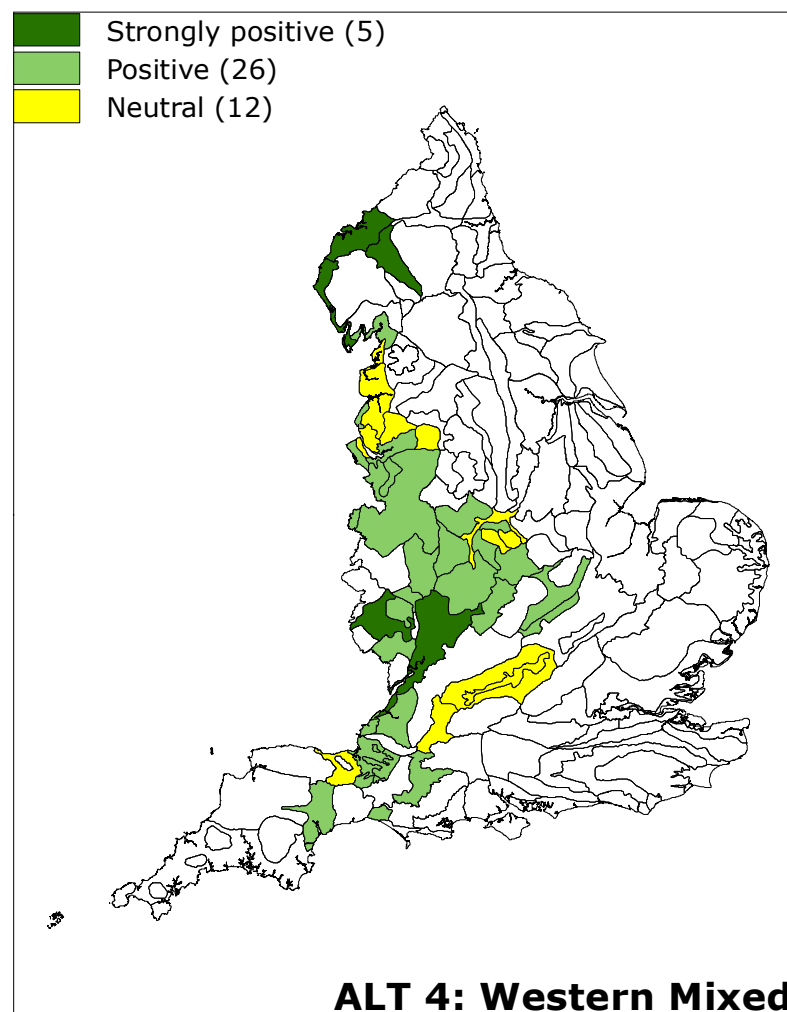 Strongly positive (5)
Positive (26)
Neutral (12)
ALT 4: Western Mixed